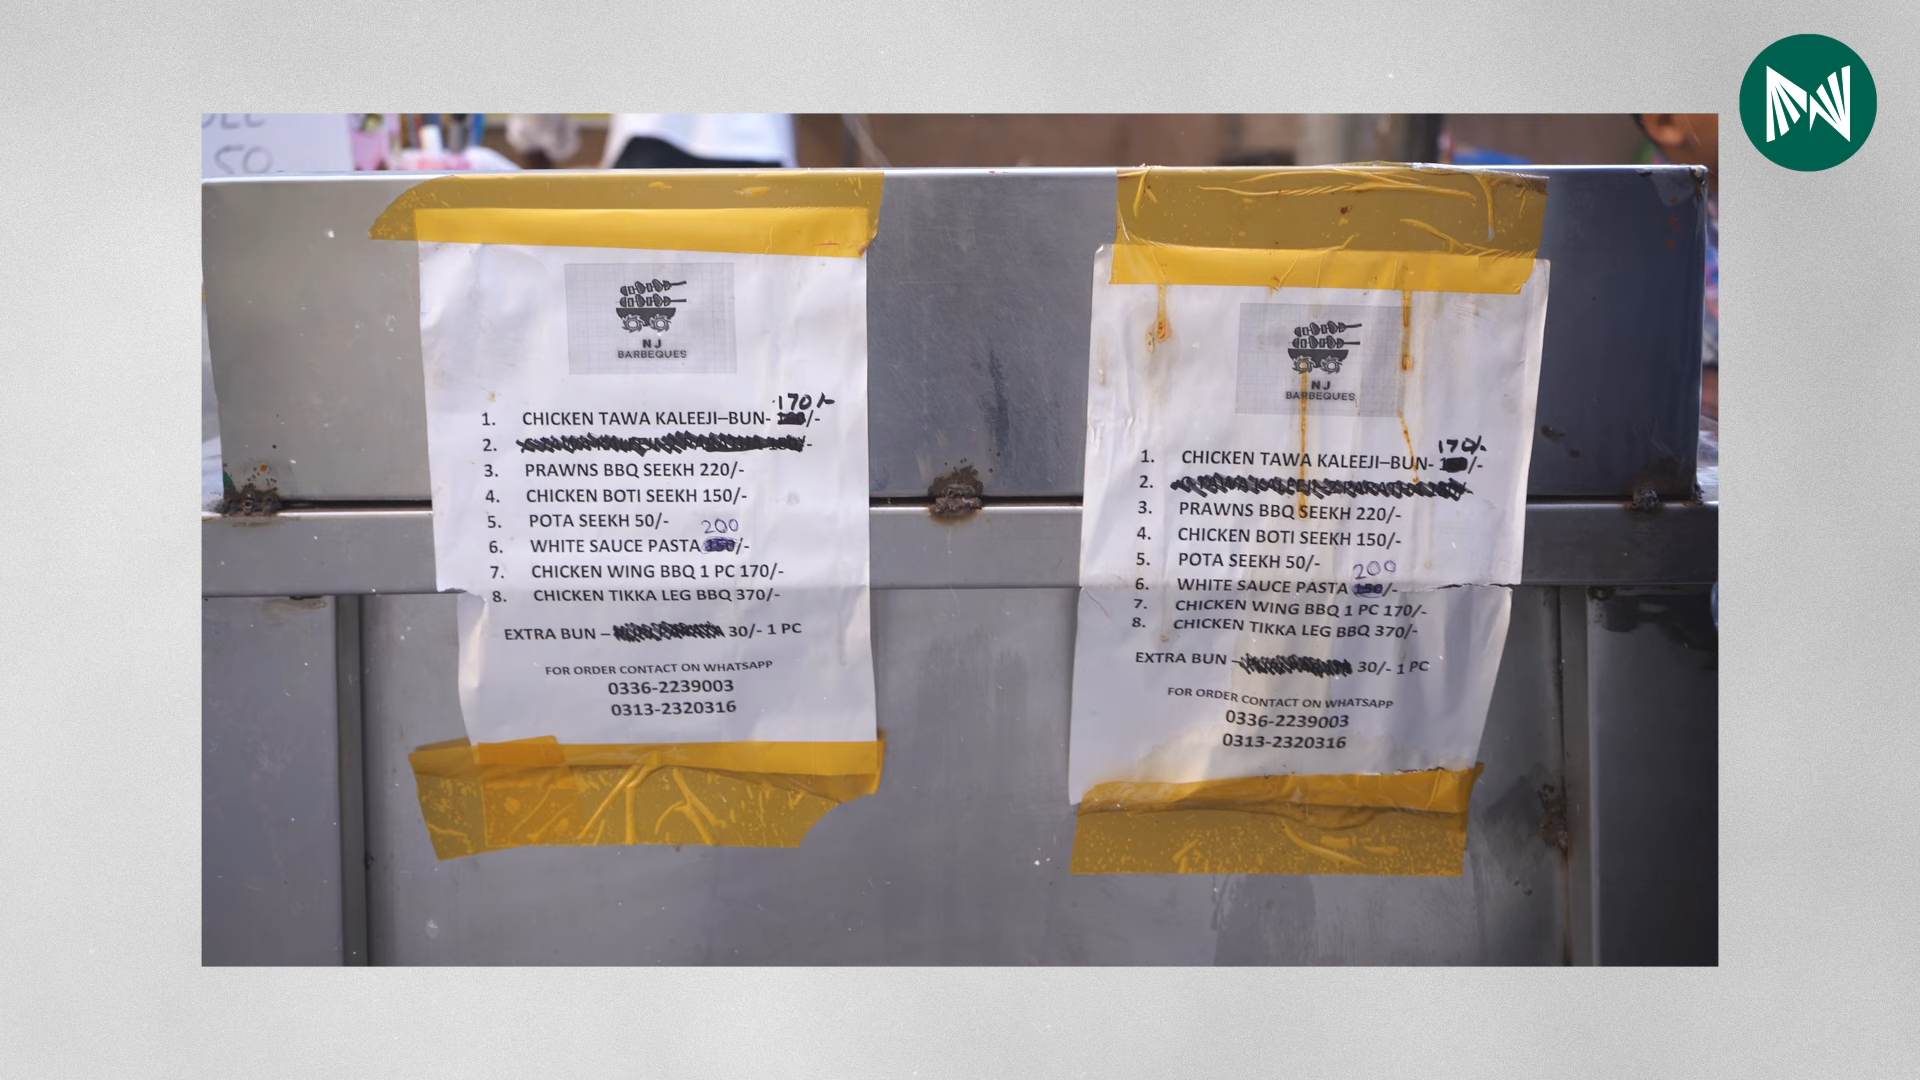 50
NJ
BARBEQUES
170/-
1. CHICKEN TAWA KALEEJI–BUN- /-
2. /-
3. PRAWNS BBQ SEEKH 220/-
4. CHICKEN BOTI SEEKH 150/-
5. POTA SEEKH 50/-
200
6. WHITE SAUCE PASTA 150/-
7. CHICKEN WING BBQ 1 PC 170/-
8. CHICKEN TIKKA LEG BBQ 370/-
EXTRA BUN – 30/- 1 PC
FOR ORDER CONTACT ON WHATSAPP
0336-2239003
0313-2320316
NJ
BARBEQUES
170/-
1. CHICKEN TAWA KALEEJI–BUN- /-
2.
3. PRAWNS BBQ SEEKH 220/-
4. CHICKEN BOTI SEEKH 150/-
5. POTA SEEKH 50/-
200
6. WHITE SAUCE PASTA 150/-
7. CHICKEN WING BBQ 1 PC 170/-
8. CHICKEN TIKKA LEG BBQ 370/-
EXTRA BUN – 30/- 1 PC
FOR ORDER CONTACT ON WHATSAPP
0336-2239003
0313-2320316